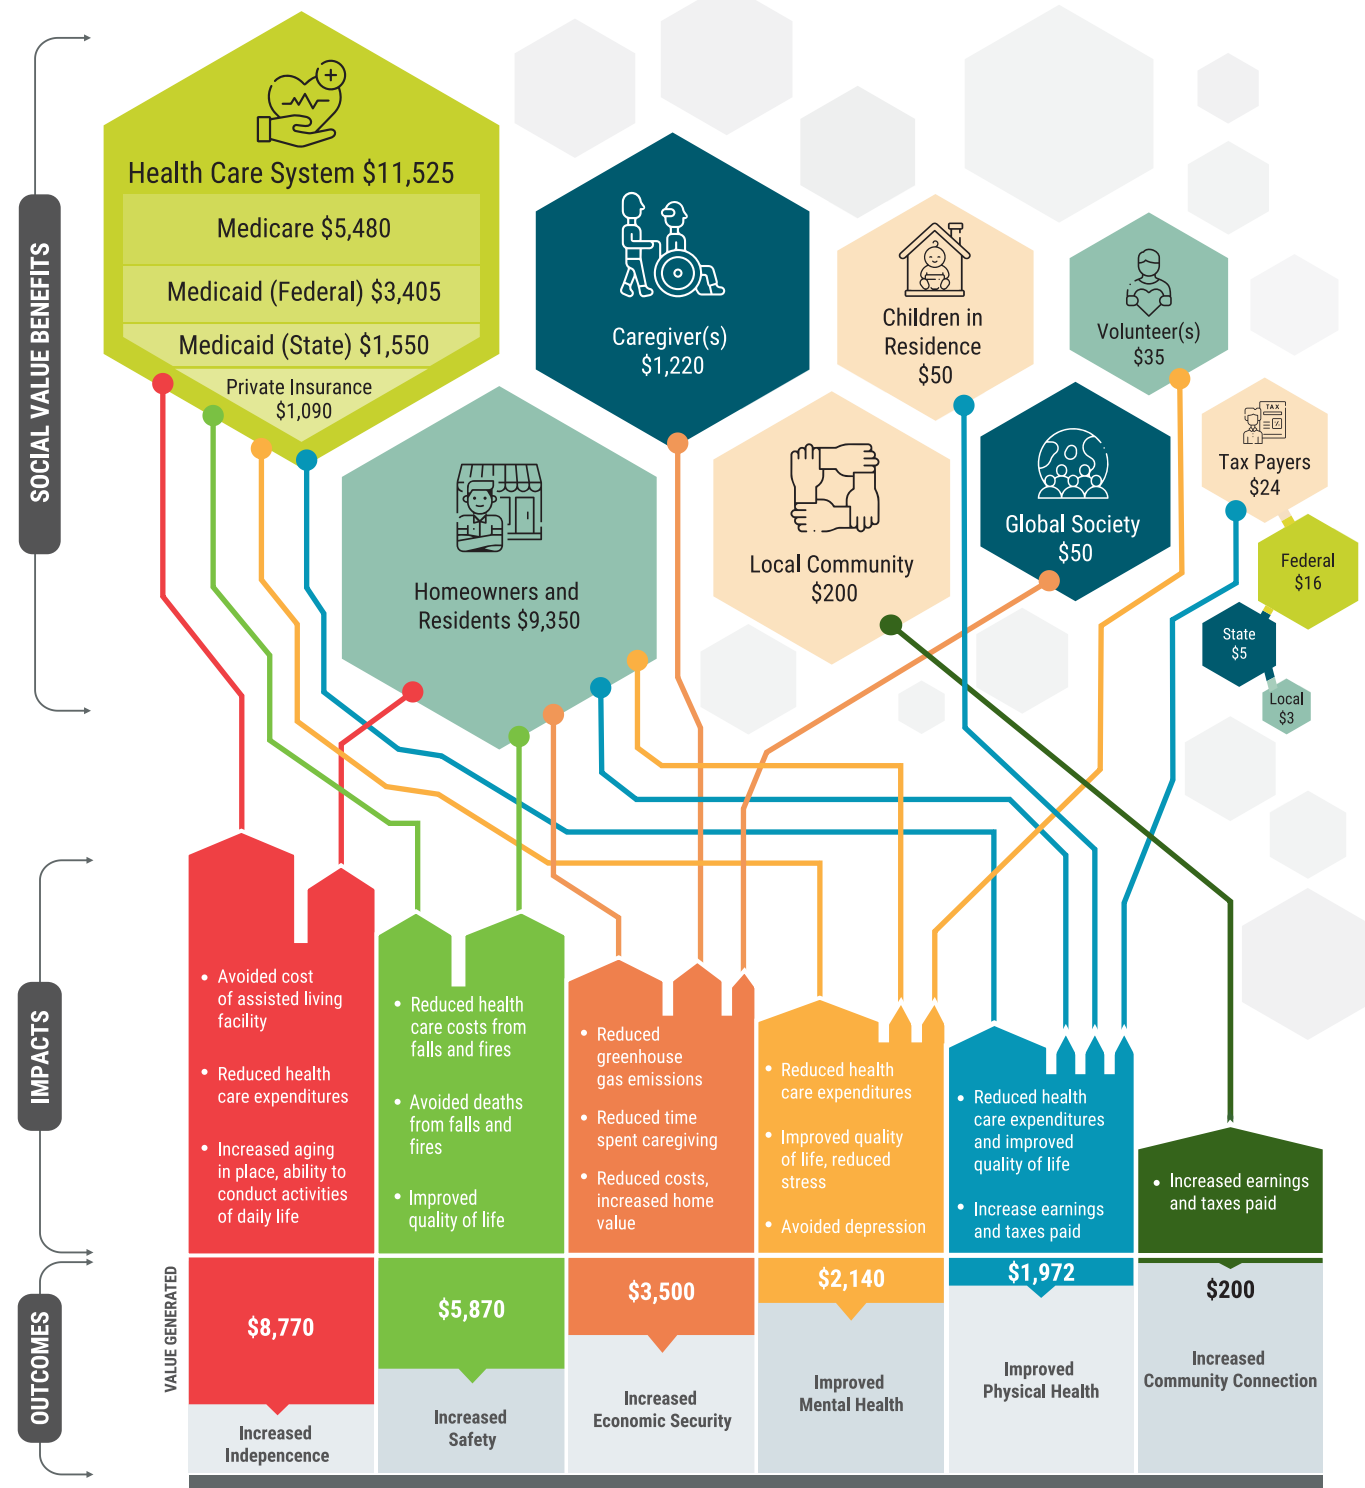 SOCIAL VALUE BENEFITS
Health Care System $11,525
Medicare $5,480
Medicaid (Federal) $3,405
Medicaid (State) $1,550
Private Insurance
$1,090
Caregiver(s)
$1,220
Children in
Residence
$50
Volunteer(s)
$35
TAX
Tax Payers
$24
Federal
$16
State
$5
Local
$3
Global Society
$50
Local Community
$200
Homeowners and
Residents $9,350
IMPACTS
• Avoided cost
of assisted living
facility
• Reduced health
care expenditures
• Increased aging
in place, ability to
conduct activities
of daily life
• Reduced health
care costs from
falls and fires
• Avoided deaths
from falls and
fires
• Improved
quality of life
• Reduced
greenhouse
gas emissions
• Reduced time
spent caregiving
• Reduced costs,
increased home
value
• Reduced health
care expenditures
• Improved quality
of life, reduced
stress
• Avoided depression
• Reduced health
care expenditures
and improved
quality of life
• Increase earnings
and taxes paid
• Increased earnings
and taxes paid
OUTCOMES
VALUE GENERATED
$8,770
Increased
Indepencence
$5,870
Increased
Safety
$3,500
Increased
Economic Security
$2,140
Improved
Mental Health
$1,972
Improved
Physical Health
$200
Increased
Community Connection